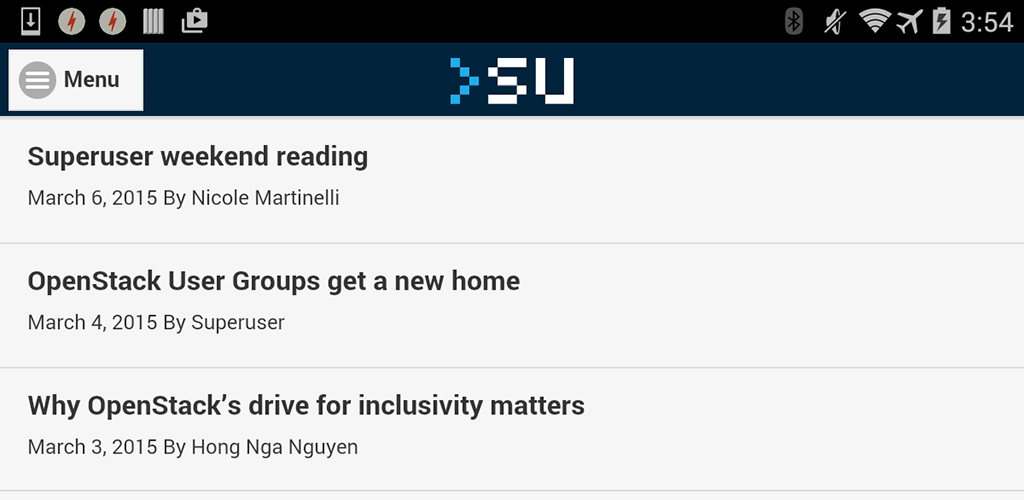 3:54
Menu
>SU
Superuser weekend reading
March 6, 2015 By Nicole Martinelli
OpenStack User Groups get a new home
March 4, 2015 By Superuser
Why OpenStack’s drive for inclusivity matters
March 3, 2015 By Hong Nga Nguyen